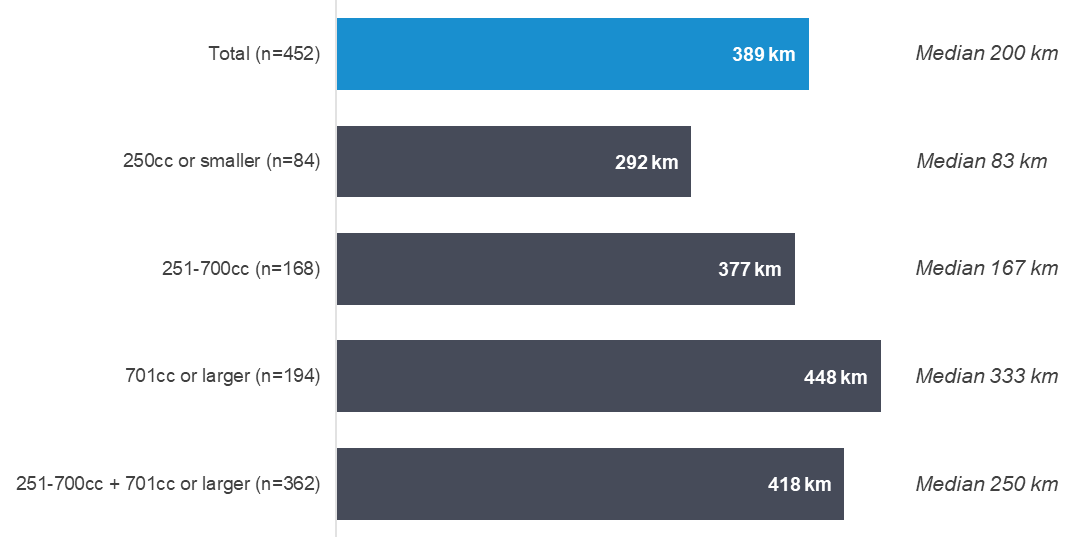 Total (n=452) 389 km Median 200 km
250cc or smaller (n=84) 292 km Median 83 km
251-700cc (n=168) 377 km Median 167 km
701cc or larger (n=194) 448 km Median 333 km
251-700cc + 701cc or larger (n=362) 418 km Median 250 km